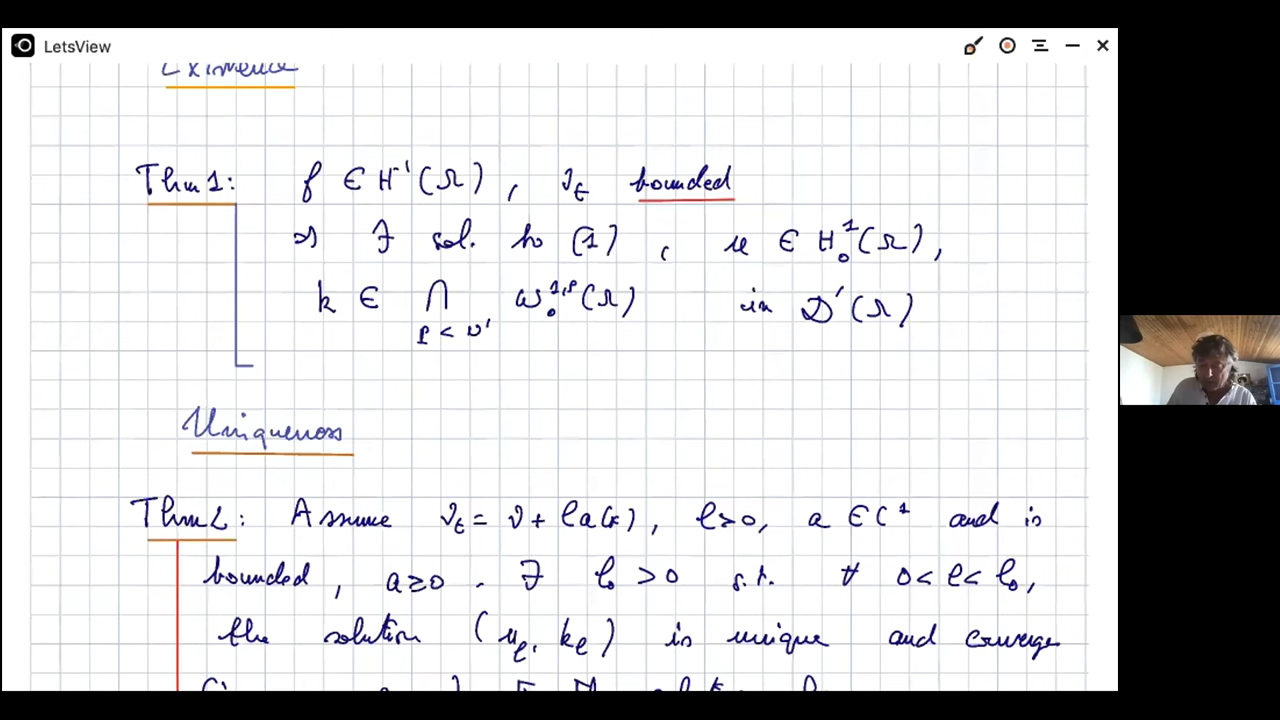 LetsView
Existence
Thm 1: f ∈ H⁻¹(Ω), ν_t bounded
⇒ ∃ sol. to (1), u ∈ H¹₀(Ω),
k ∈ ⋂_{p < N'} W₀^{1,p}(Ω) in D'(Ω)
Uniqueness
Thm 2: Assume ν_t = ν + ℓ a(k), ℓ > 0, a ∈ C¹ and is
bounded, a ≥ 0. ∃ ℓ₀ > 0 s.t. ∀ 0 < ℓ < ℓ₀,
the solution (u_ℓ, k_ℓ) is unique and converge